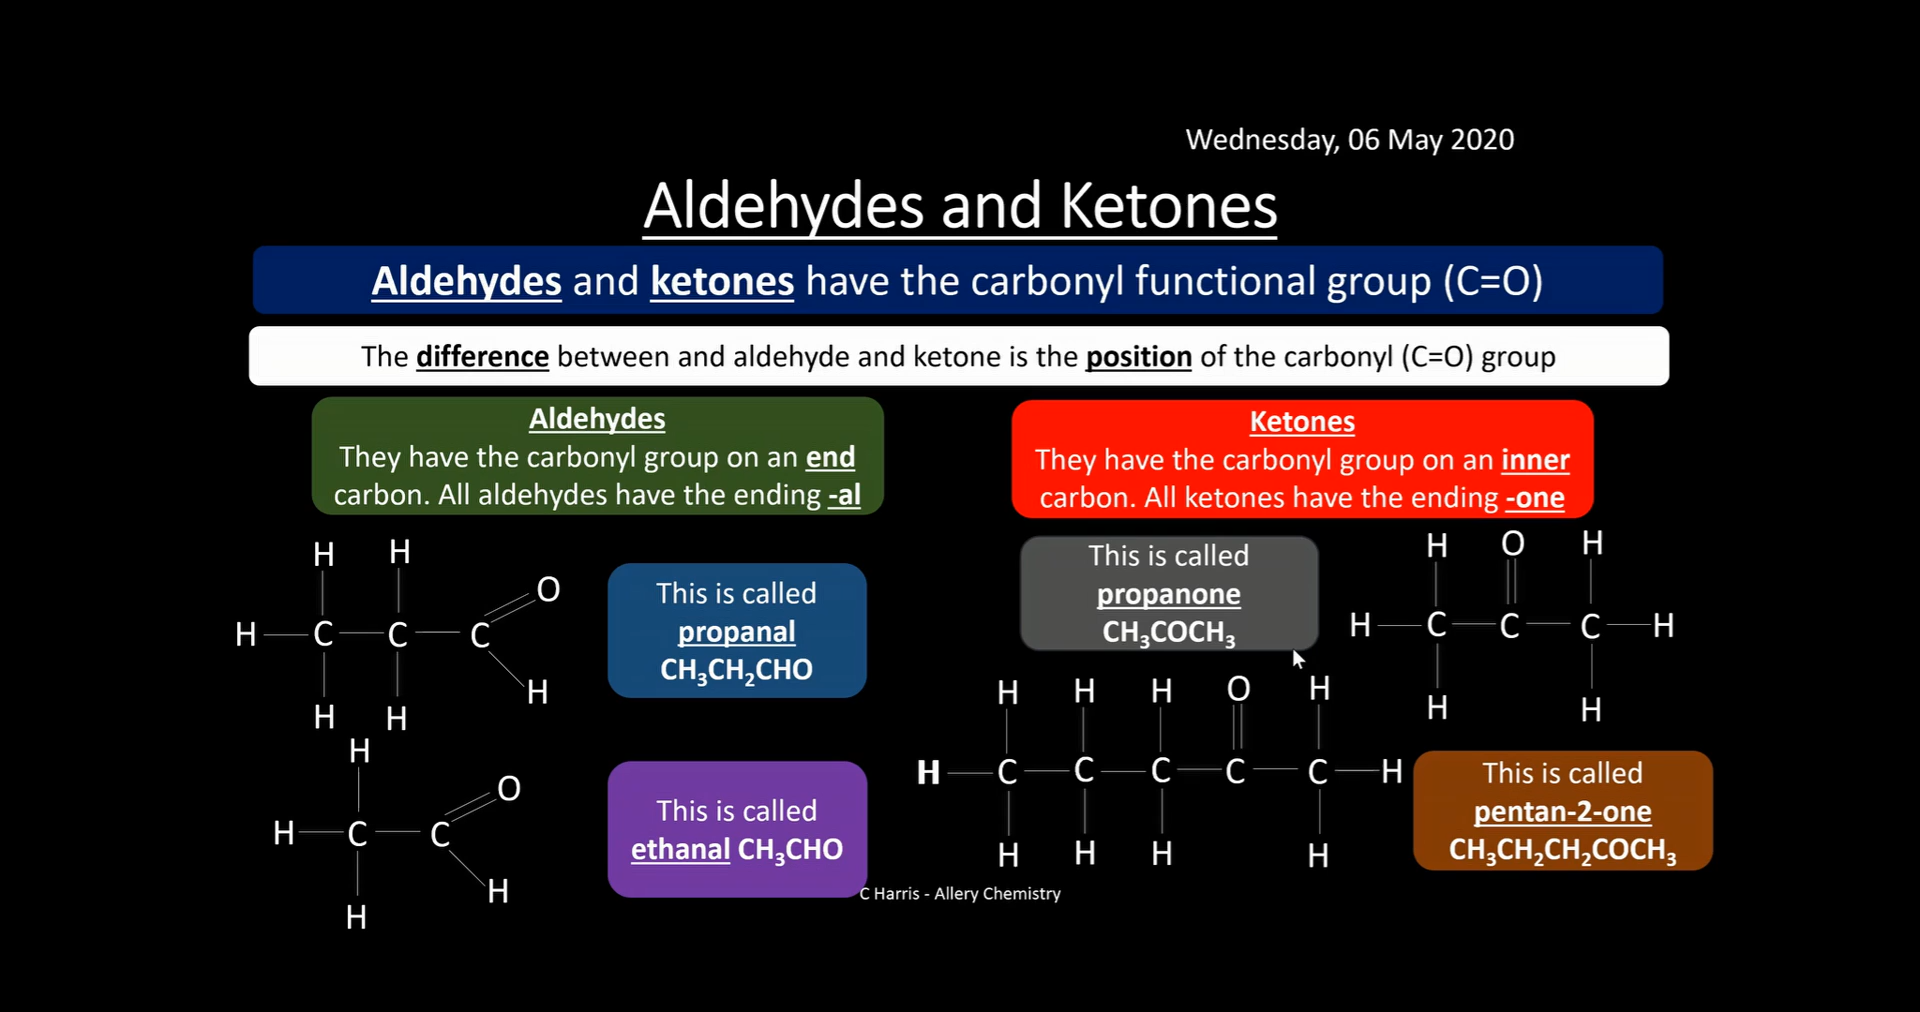 Wednesday, 06 May 2020
Aldehydes and Ketones
Aldehydes and ketones have the carbonyl functional group (C=O)
The difference between and aldehyde and ketone is the position of the carbonyl (C=O) group
Aldehydes
They have the carbonyl group on an end
carbon. All aldehydes have the ending -al
Ketones
They have the carbonyl group on an inner
carbon. All ketones have the ending -one
H H
O
H C C C
H
H H
This is called
propanal
CH₃CH₂CHO
This is called
propanone
CH₃COCH₃
H O H
H C C C H
H H
H
O
H C C
H
H
This is called
ethanal CH₃CHO
H H H O H
H C C C C C H
H H H H
This is called
pentan-2-one
CH₃CH₂CH₂COCH₃
C Harris - Allery Chemistry